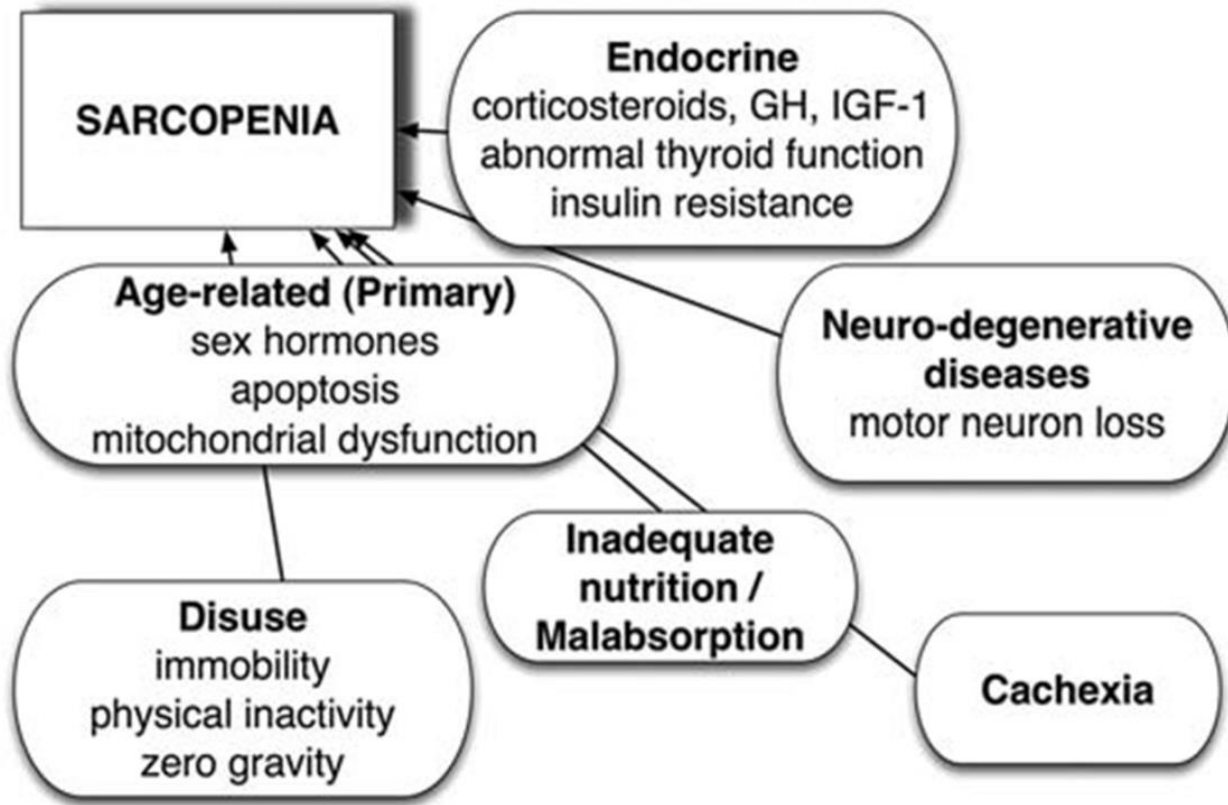 SARCOPENIA
Endocrine
corticosteroids, GH, IGF-1
abnormal thyroid function
insulin resistance
Age-related (Primary)
sex hormones
apoptosis
mitochondrial dysfunction
Neuro-degenerative
diseases
motor neuron loss
Inadequate
nutrition /
Malabsorption
Disuse
immobility
physical inactivity
zero gravity
Cachexia